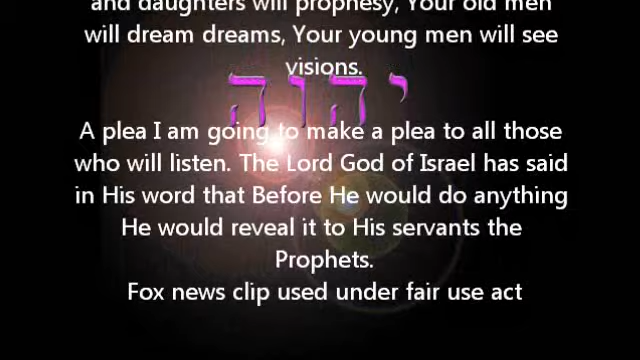 and daughters will prophesy, Your old men
will dream dreams, Your young men will see
visions.
יהוה
A plea I am going to make a plea to all those
who will listen. The Lord God of Israel has said
in His word that Before He would do anything
He would reveal it to His servants the
Prophets.
Fox news clip used under fair use act